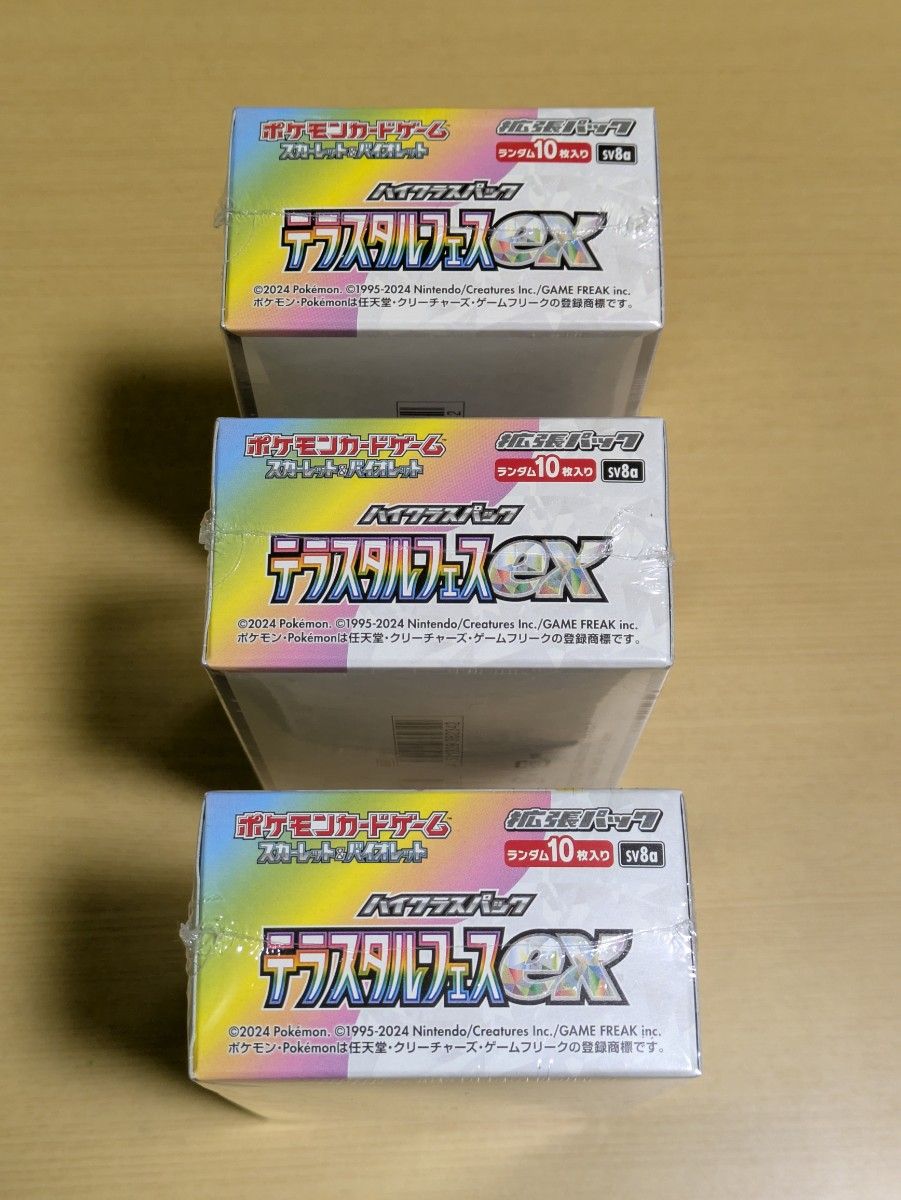 ポケモンカードゲーム 拡張パック
スカーレット&バイオレット ランダム10枚入り SV8a
ハイクラスパック
テラスタルフェスex
©2024 Pokémon. ©1995-2024 Nintendo/Creatures Inc./GAME FREAK inc.
ポケモン・Pokémonは任天堂・クリーチャーズ・ゲームフリークの登録商標です。
ポケモンカードゲーム 拡張パック
スカーレット&バイオレット ランダム10枚入り SV8a
ハイクラスパック
テラスタルフェスex
©2024 Pokémon. ©1995-2024 Nintendo/Creatures Inc./GAME FREAK inc.
ポケモン・Pokémonは任天堂・クリーチャーズ・ゲームフリークの登録商標です。
ポケモンカードゲーム 拡張パック
スカーレット&バイオレット ランダム10枚入り SV8a
ハイクラスパック
テラスタルフェスex
©2024 Pokémon. ©1995-2024 Nintendo/Creatures Inc./GAME FREAK inc.
ポケモン・Pokémonは任天堂・クリーチャーズ・ゲームフリークの登録商標です。